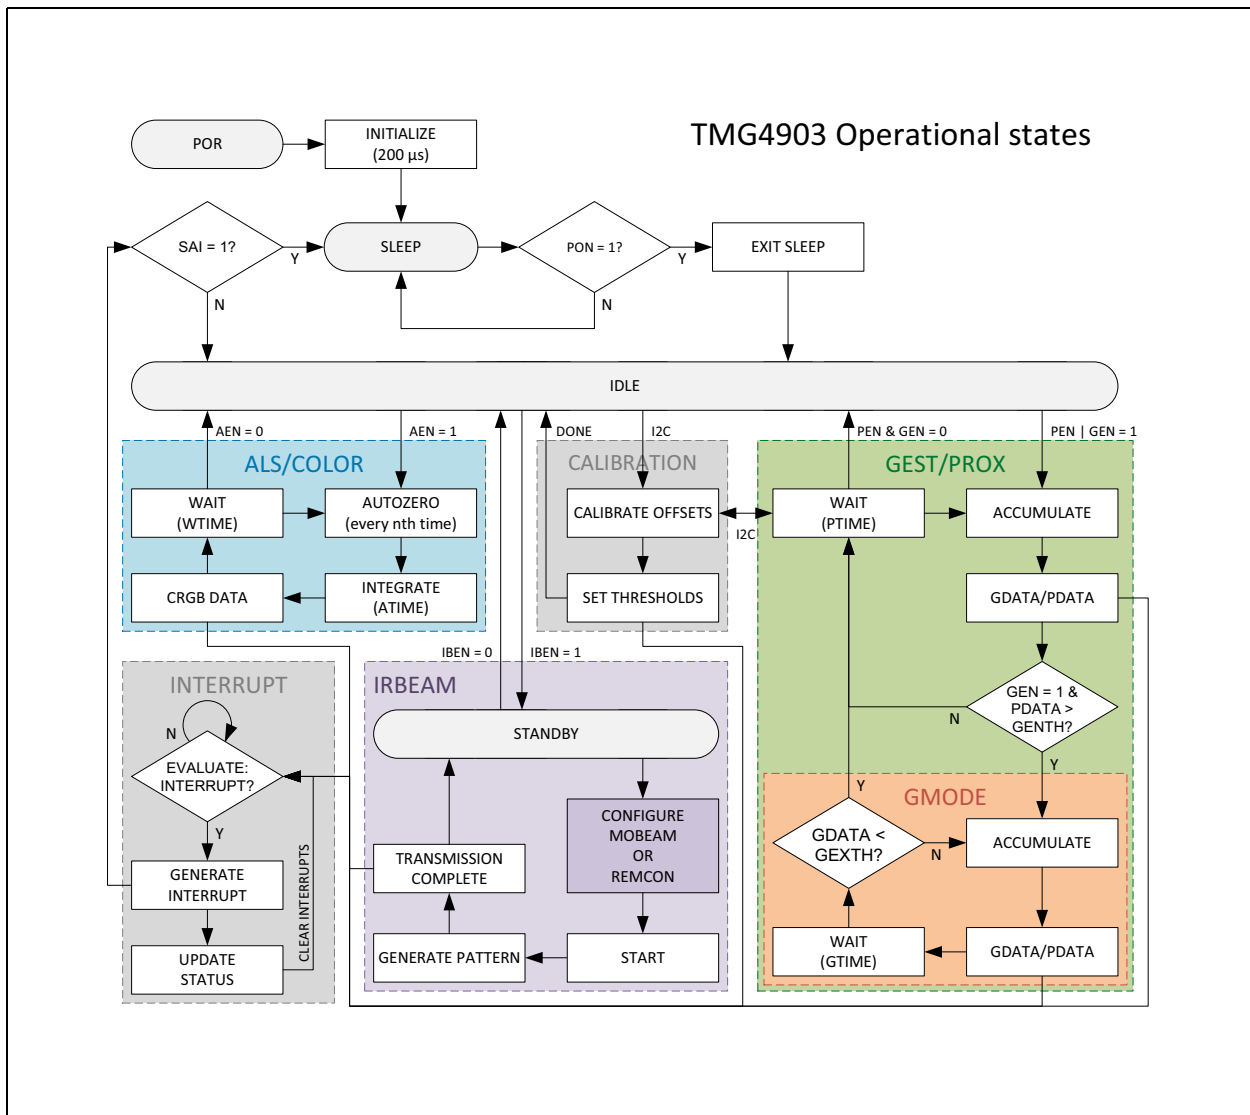 TMG4903 Operational states
POR
INITIALIZE
(200 µs)
SAI = 1?
Y
N
SLEEP
PON = 1?
Y
N
EXIT SLEEP
IDLE
AEN = 0
AEN = 1
DONE
I2C
PEN & GEN = 0
PEN | GEN = 1
ALS/COLOR
WAIT
(WTIME)
AUTOZERO
(every nth time)
CRGB DATA
INTEGRATE
(ATIME)
CALIBRATION
CALIBRATE OFFSETS
I2C
SET THRESHOLDS
GEST/PROX
WAIT
(PTIME)
ACCUMULATE
GDATA/PDATA
GEN = 1 &
PDATA >
GENTH?
N
Y
IBEN = 0
IBEN = 1
INTERRUPT
N
EVALUATE:
INTERRUPT?
Y
GENERATE
INTERRUPT
UPDATE
STATUS
CLEAR INTERRUPTS
IRBEAM
STANDBY
CONFIGURE
MOBEAM
OR
REMCON
TRANSMISSION
COMPLETE
GENERATE PATTERN
START
GMODE
Y
GDATA <
GEXTH?
N
ACCUMULATE
WAIT
(GTIME)
GDATA/PDATA